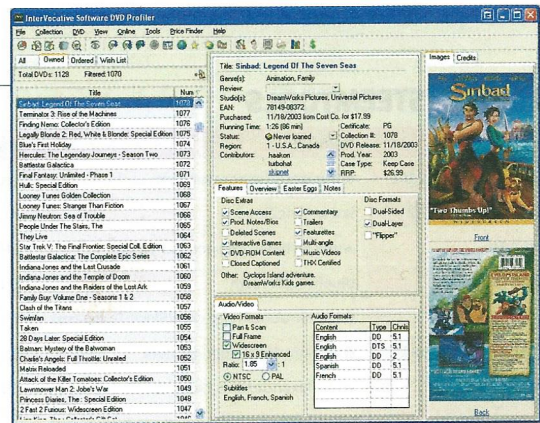 InterVocative Software DVD Profiler
File Collection DVD View Online Tools Price Finder Help
All Owned Ordered Wish List
Total DVDs: 1128 Filtered: 1070
Title Num
Sinbad: Legend Of The Seven Seas 1078
Terminator 3: Rise of the Machines 1077
Finding Nemo: Collector's Edition 1076
Legally Blonde 2: Red, White & Blonde: Special Edition 1075
Blue's First Holiday 1074
Hercules: The Legendary Journeys - Season Two 1073
Battlestar Galactica 1072
Final Fantasy: Unlimited - Phase 1 1071
Hulk: Special Edition 1069
Looney Tunes Golden Collection 1068
Looney Tunes: Stranger Than Fiction 1067
Jimmy Neutron: Sea of Trouble 1066
People Under The Stairs, The 1065
They Live 1064
Star Trek V: The Final Frontier: Special Coll. Edition 1063
Battlestar Galactica: The Complete Epic Series 1062
Indiana Jones and the Last Crusade 1061
Indiana Jones and the Temple of Doom 1060
Indiana Jones and the Raiders of the Lost Ark 1059
Family Guy: Volume One - Seasons 1 & 2 1058
Clash of the Titans 1057
Swimfan 1056
Taken 1055
28 Days Later: Special Edition 1054
Batman: Mystery of the Batwoman 1053
Charlie's Angels: Full Throttle: Unrated 1052
Matrix Reloaded 1051
Attack of the Killer Tomatoes: Collector's Edition 1050
Lawnmower Man 2: Jobe's War 1049
Princess Diaries, The : Special Edition 1048
2 Fast 2 Furious: Widescreen Edition 1047
Title: Sinbad: Legend Of The Seven Seas
Genre(s): Animation, Family
Review:
Studio(s): DreamWorks Pictures, Universal Pictures
EAN: 78149-08372
Purchased: 11/18/2003 from Cost Co. for $17.99
Running Time: 1:26 (86 min) Certificate: PG
Status: Never loaned Collection #: 1078
Region: 1 - U.S.A., Canada DVD Release: 11/18/2003
Contributors: haakon Prod. Year: 2003
turbohat Case Type: Keep Case
skipnet RRP: $26.99
Features Overview Easter Eggs Notes
Disc Extras Disc Formats
Scene Access Commentary Dual-Sided
Prod. Notes/Bios Trailers Dual-Layer
Deleted Scenes Featurettes "Flipper"
Interactive Games Multi-angle
DVD-ROM Content Music Videos
Closed Captioned THX Certified
Other: Cyclops Island adventure.
DreamWorks Kids games.
Audio/Video
Video Formats Audio Formats
Pan & Scan Content Type Chnls
Full Frame English DD 5.1
Widescreen English DTS 5.1
16 x 9 Enhanced English DD 2
Ratio: 1.85 : 1 Spanish DD 5.1
NTSC PAL French DD 5.1
Subtitles
English, French, Spanish
Images Credits
Sinbad
"Two Thumbs Up!"
Front
Back